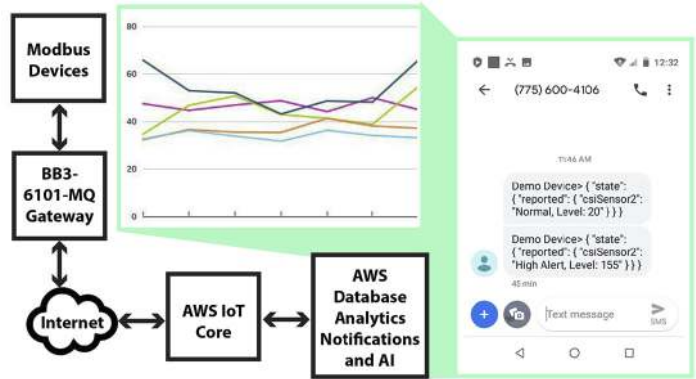 Modbus
Devices
BB3-
6101-MQ
Gateway
Internet
AWS IoT
Core
AWS
Database
Analytics
Notifications
and AI
80
60
40
20
0
12:32
(775) 600-4106
11:46 AM
Demo Device> { "state":
{ "reported": { "csiSensor2":
"Normal, Level: 20" } } }
Demo Device> { "state":
{ "reported": { "csiSensor2":
"High Alert, Level: 155" } } }
45 min
Text message
SMS